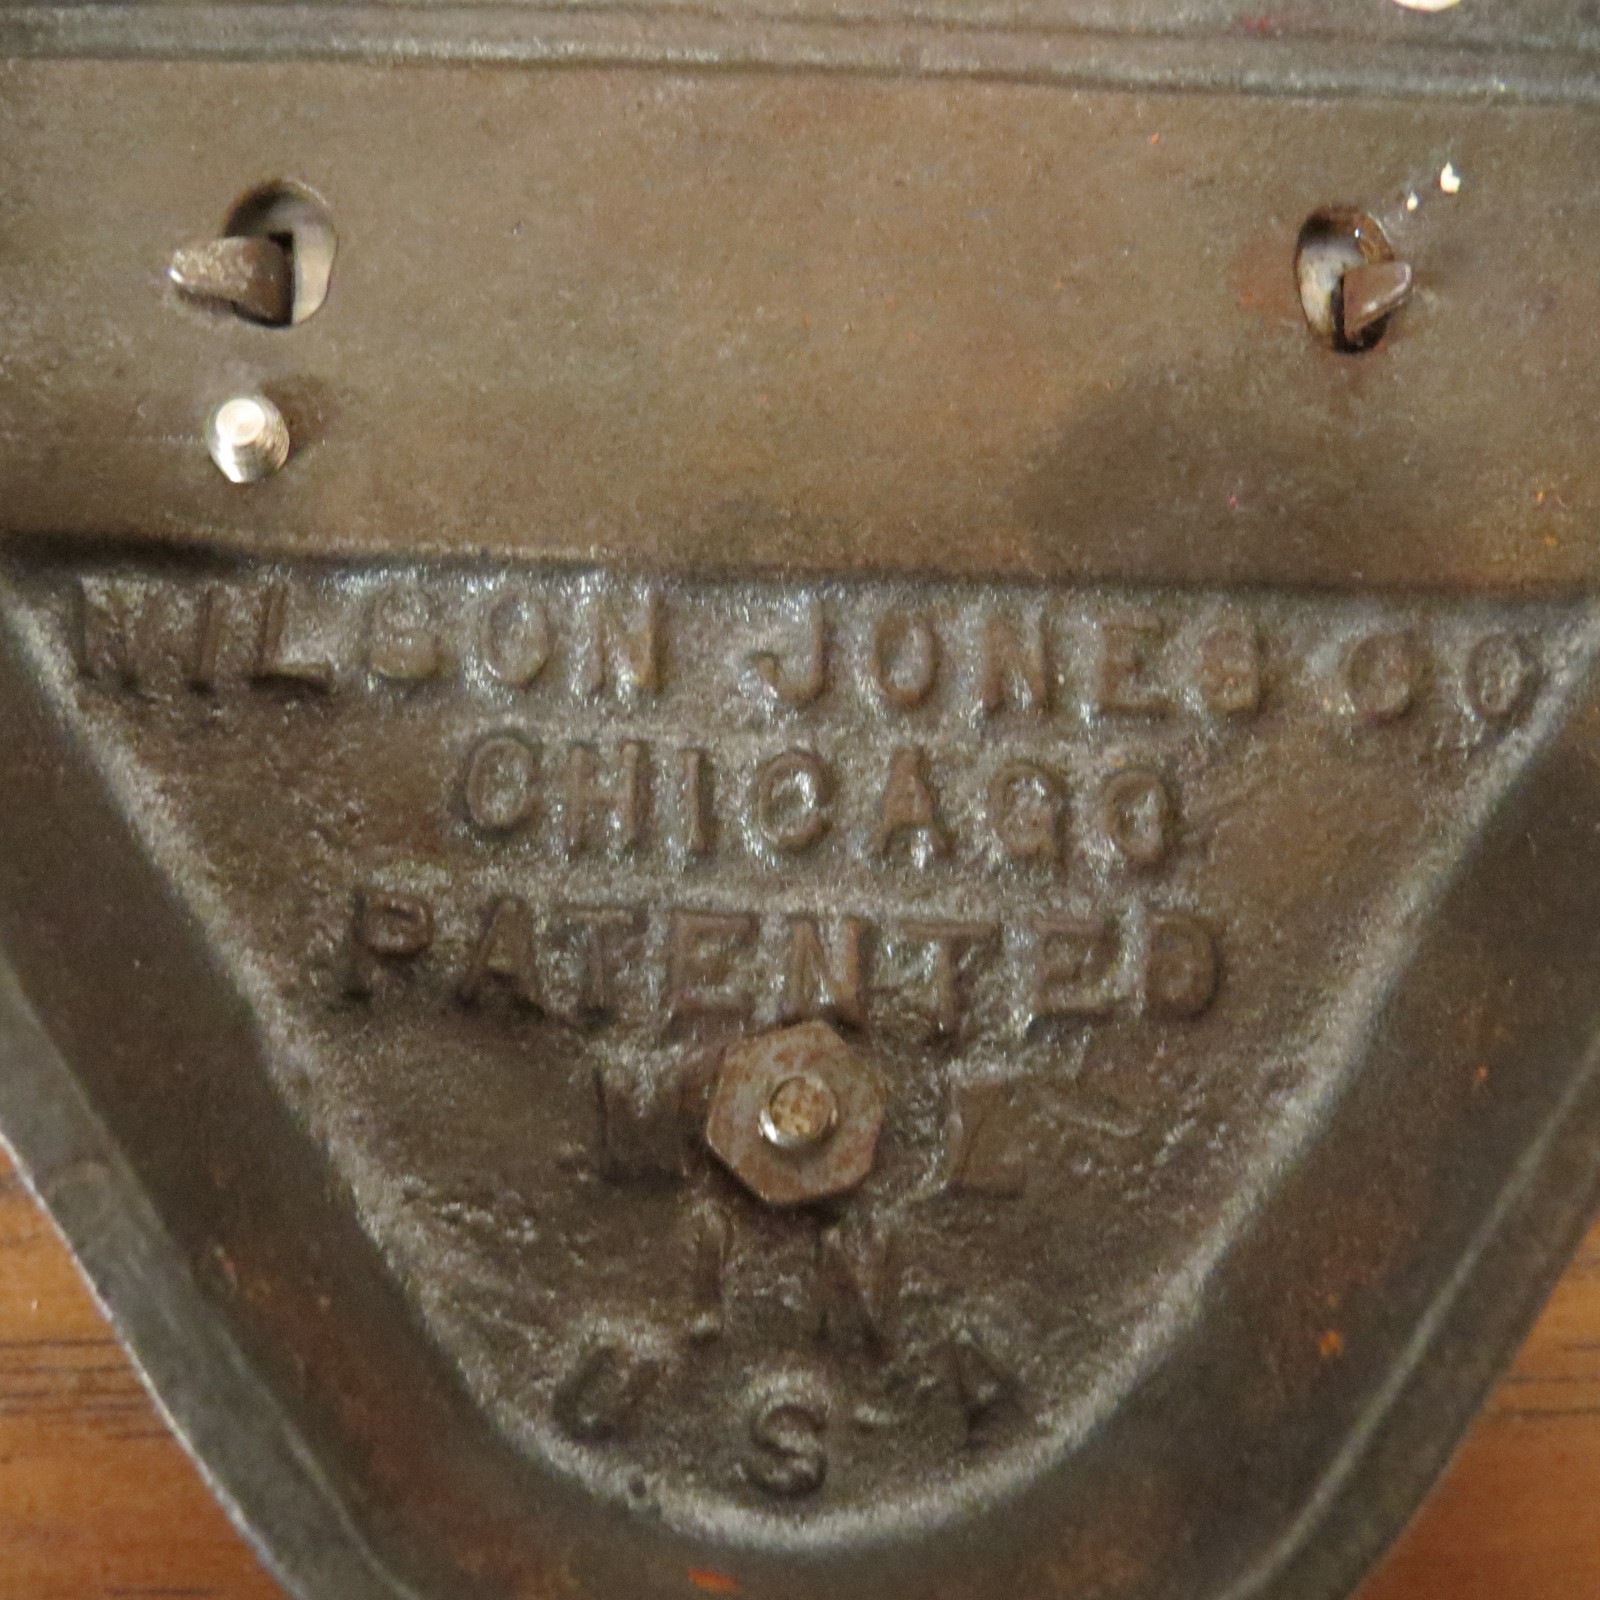 WILSON JONES CO
CHICAGO
PATENTED
IN
U S A